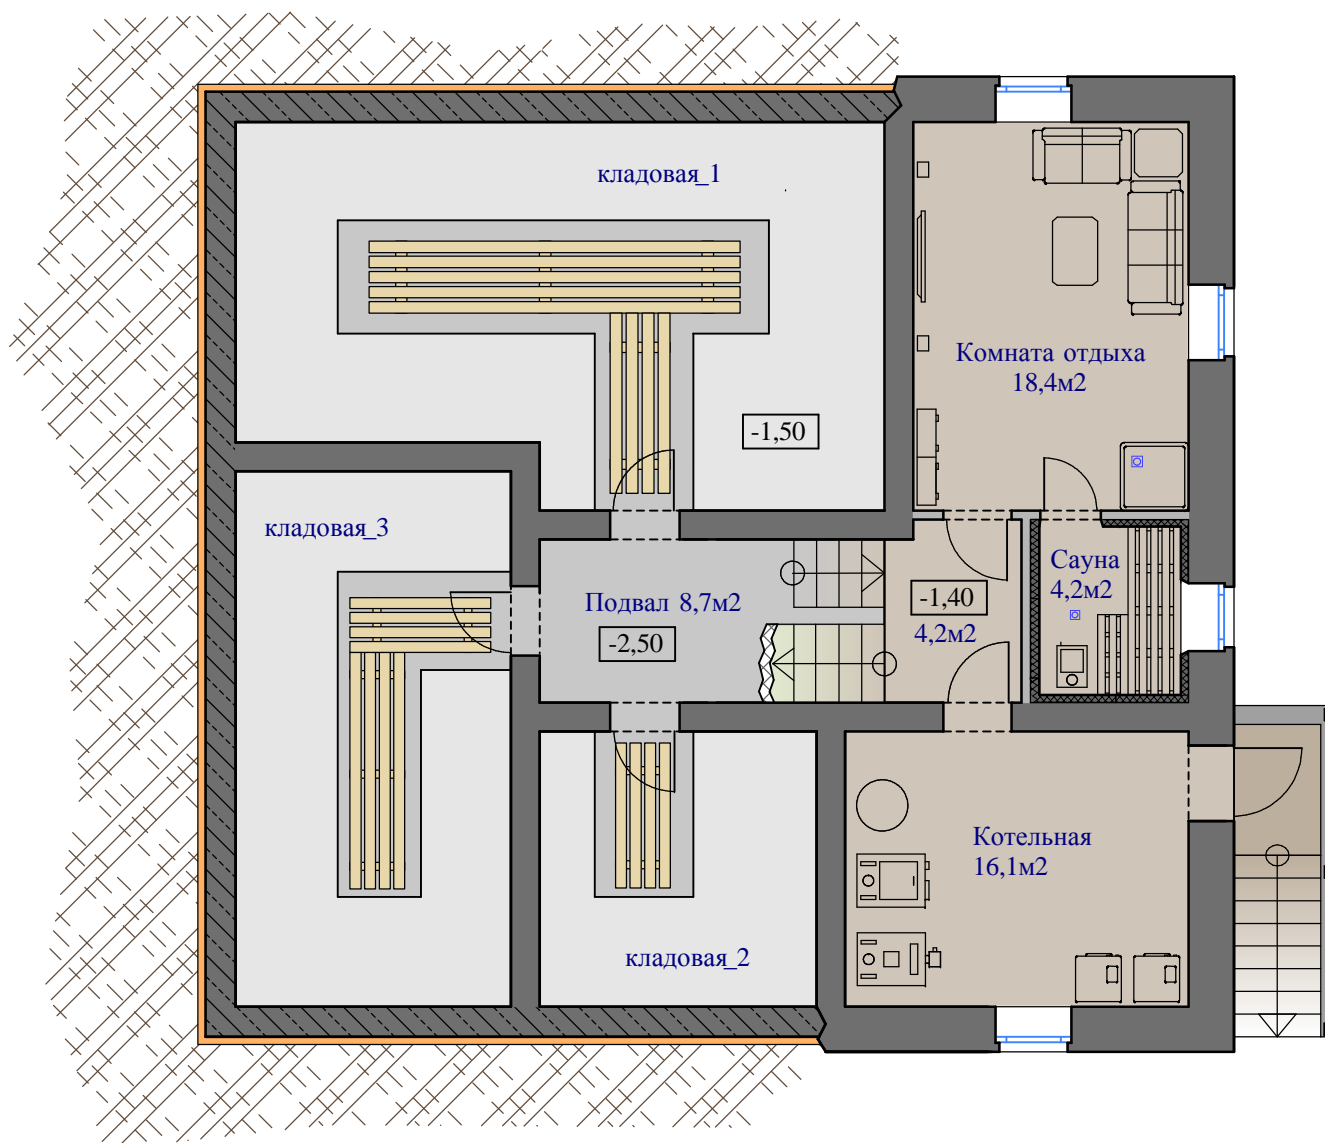 кладовая_1
Комната отдыха
18,4м2
-1,50
кладовая_3
Сауна
4,2м2
Подвал 8,7м2
-1,40
4,2м2
-2,50
Котельная
16,1м2
кладовая_2